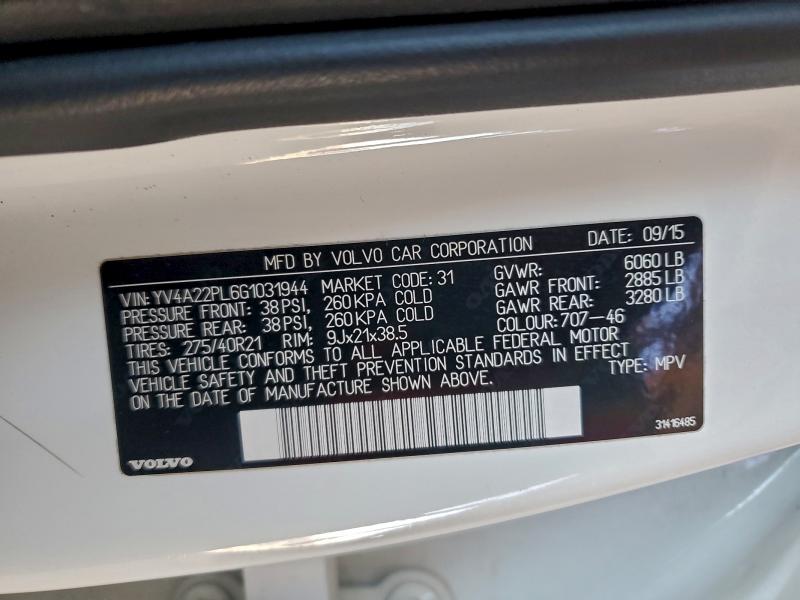 MFD BY VOLVO CAR CORPORATION DATE: 09/15
VIN: YV4A22PL6G1031944 MARKET CODE: 31 GVWR: 6060 LB
PRESSURE FRONT: 38 PSI, 260 KPA COLD GAWR FRONT: 2885 LB
PRESSURE REAR: 38 PSI, 260 KPA COLD GAWR REAR: 3280 LB
TIRES: 275/40R21 RIM: 9Jx21x38.5 COLOUR: 707-46
THIS VEHICLE CONFORMS TO ALL APPLICABLE FEDERAL MOTOR
VEHICLE SAFETY AND THEFT PREVENTION STANDARDS IN EFFECT
ON THE DATE OF MANUFACTURE SHOWN ABOVE. TYPE: MPV
31416485
VOLVO